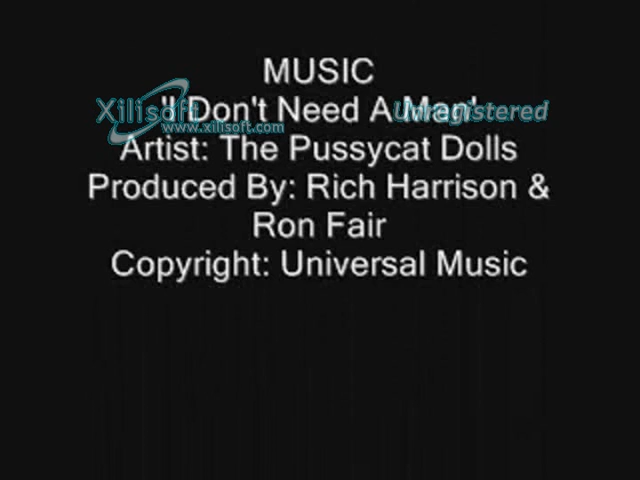 MUSIC
Xilisoft 'I Don't Need A Man' Unregistered
www.xilisoft.com
Artist: The Pussycat Dolls
Produced By: Rich Harrison &
Ron Fair
Copyright: Universal Music